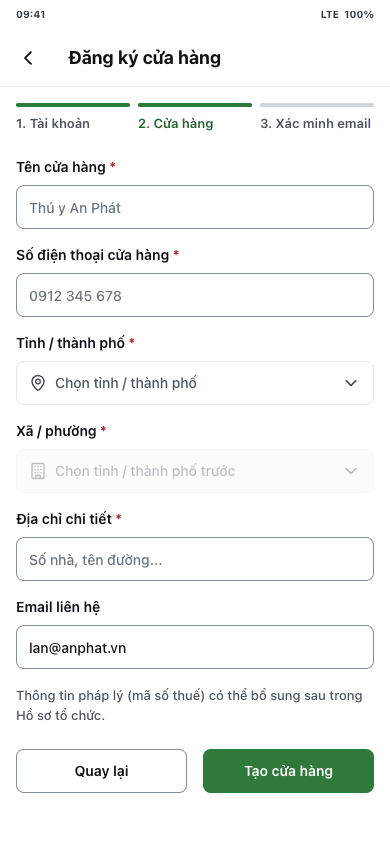 09:41 LTE 100%
Đăng ký cửa hàng
1. Tài khoản 2. Cửa hàng 3. Xác minh email
Tên cửa hàng *
Thú y An Phát
Số điện thoại cửa hàng *
0912 345 678
Tỉnh / thành phố *
Chọn tỉnh / thành phố
Xã / phường *
Chọn tỉnh / thành phố trước
Địa chỉ chi tiết *
Số nhà, tên đường...
Email liên hệ
lan@anphat.vn
Thông tin pháp lý (mã số thuế) có thể bổ sung sau trong
Hồ sơ tổ chức.
Quay lại Tạo cửa hàng